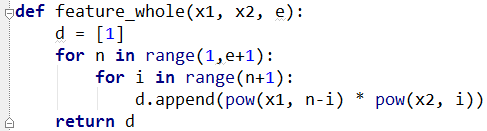 def feature_whole(x1, x2, e):
    d = [1]
    for n in range(1,e+1):
        for i in range(n+1):
            d.append(pow(x1, n-i) * pow(x2, i))
    return d